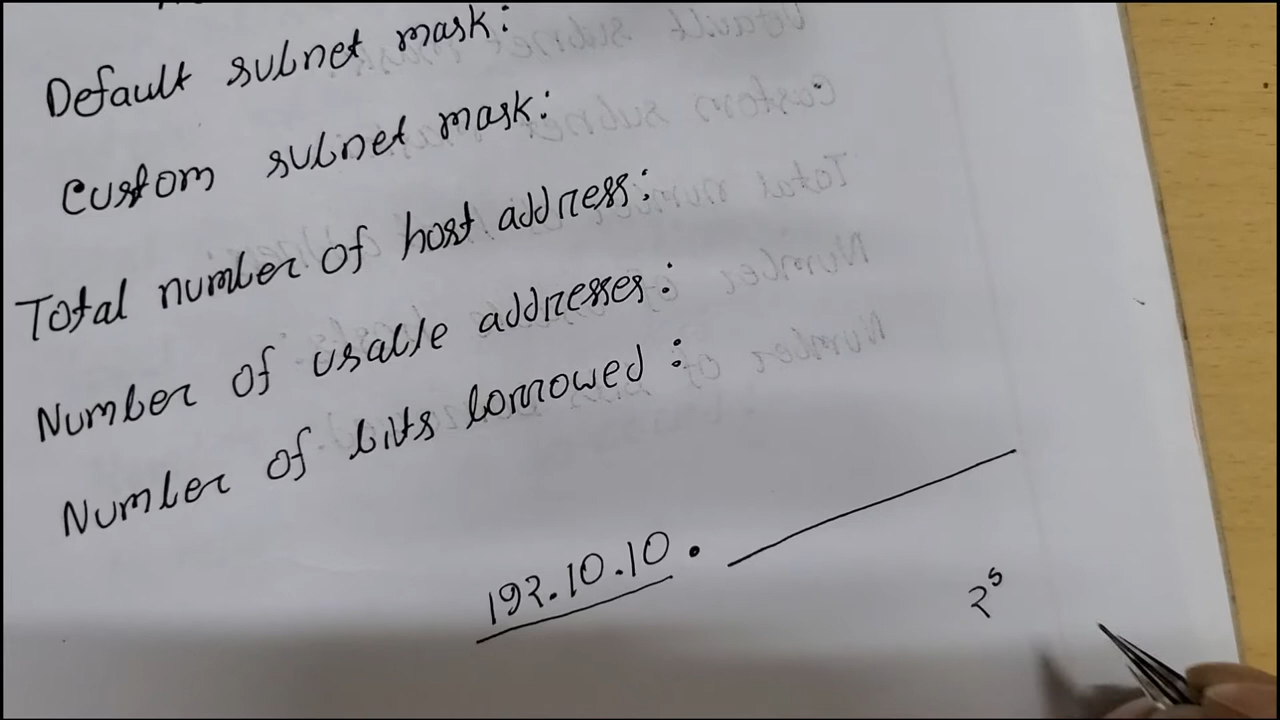 Default subnet mask:
Custom subnet mask:
Total number of host address:
Number of usable addresses:
Number of bits borrowed:
192.10.10.
2⁵